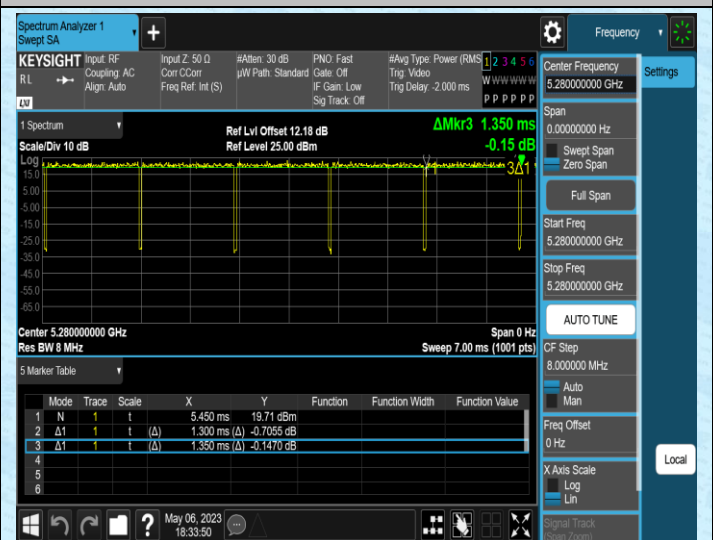 Spectrum Analyzer 1
Swept SA
+
Frequency
KEYSIGHT
RL
LXI
Input: RF
Coupling: AC
Align: Auto
Input Z: 50 Ω
Corr CCorr
Freq Ref: Int (S)
#Atten: 30 dB
µW Path: Standard
PNO: Fast
Gate: Off
IF Gain: Low
Sig Track: Off
#Avg Type: Power (RMS
Trig: Video
Trig Delay: -2.000 ms
1 2 3 4 5 6
W W W W W W
P P P P P P
1 Spectrum
Scale/Div 10 dB
Ref Lvl Offset 12.18 dB
Ref Level 25.00 dBm
ΔMkr3 1.350 ms
-0.15 dB
Log
15.0
5.00
-5.00
-15.0
-25.0
-35.0
-45.0
-55.0
-65.0
3Δ1
Center 5.280000000 GHz
Span 0 Hz
Res BW 8 MHz
Sweep 7.00 ms (1001 pts)
5 Marker Table
Mode Trace Scale X Y Function Function Width Function Value
1 N 1 t 5.450 ms 19.71 dBm
2 Δ1 1 t (Δ) 1.300 ms (Δ) -0.7055 dB
3 Δ1 1 t (Δ) 1.350 ms (Δ) -0.1470 dB
4
5
6
?
May 06, 2023
18:33:50
Center Frequency
5.280000000 GHz
Span
0.00000000 Hz
Swept Span
Zero Span
Full Span
Start Freq
5.280000000 GHz
Stop Freq
5.280000000 GHz
AUTO TUNE
CF Step
8.000000 MHz
Auto
Man
Freq Offset
0 Hz
X Axis Scale
Log
Lin
Signal Track
(Span Zoom)
Settings
Local